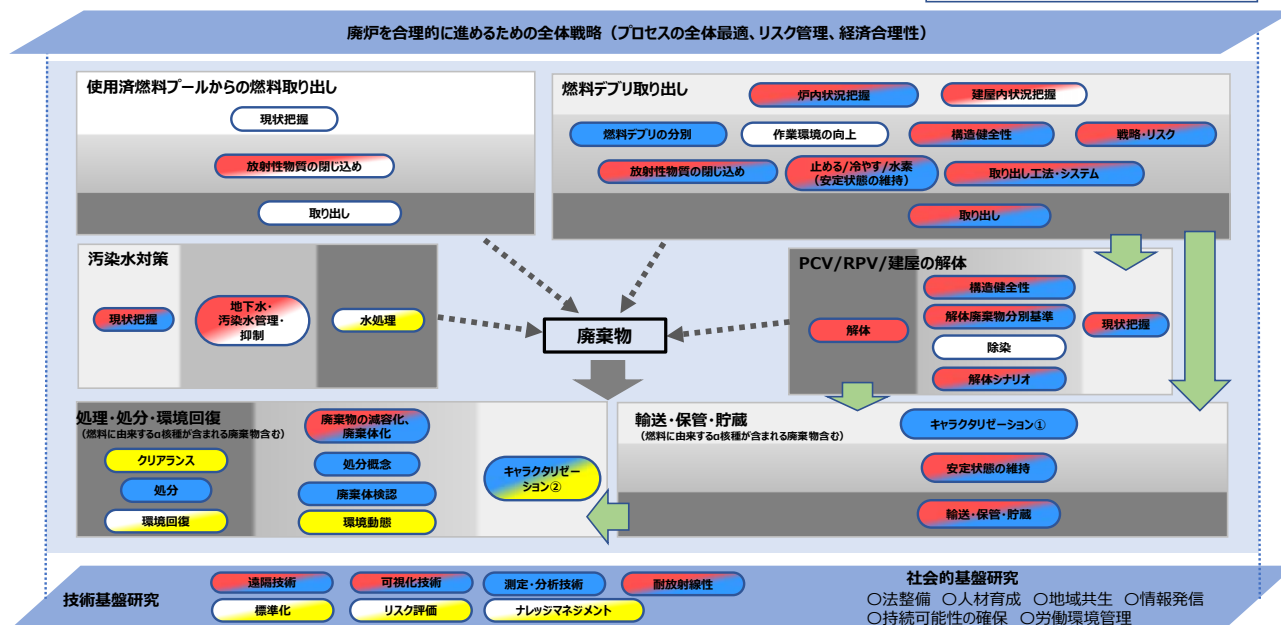 廃炉を合理的に進めるための全体戦略（プロセスの全体最適、リスク管理、経済合理性）
使用済燃料プールからの燃料取り出し
現状把握
放射性物質の閉じ込め
取り出し
燃料デブリ取り出し
炉内状況把握
建屋内状況把握
燃料デブリの分別
作業環境の向上
構造健全性
戦略・リスク
放射性物質の閉じ込め
止める/冷やす/水素
（安定状態の維持）
取り出し工法・システム
取り出し
汚染水対策
現状把握
地下水・
汚染水管理・
抑制
水処理
廃棄物
PCV/RPV/建屋の解体
解体
構造健全性
解体廃棄物分別基準
除染
解体シナリオ
現状把握
処理・処分・環境回復
（燃料に由来するα核種が含まれる廃棄物含む）
クリアランス
処分
環境回復
廃棄物の減容化、
廃棄体化
処分概念
廃棄体検認
環境動態
キャラクタリゼー
ション②
輸送・保管・貯蔵
（燃料に由来するα核種が含まれる廃棄物含む）
キャラクタリゼーション①
安定状態の維持
輸送・保管・貯蔵
技術基盤研究
遠隔技術
可視化技術
測定・分析技術
耐放射線性
標準化
リスク評価
ナレッジマネジメント
社会的基盤研究
〇法整備 〇人材育成 〇地域共生 〇情報発信
〇持続可能性の確保 〇労働環境管理